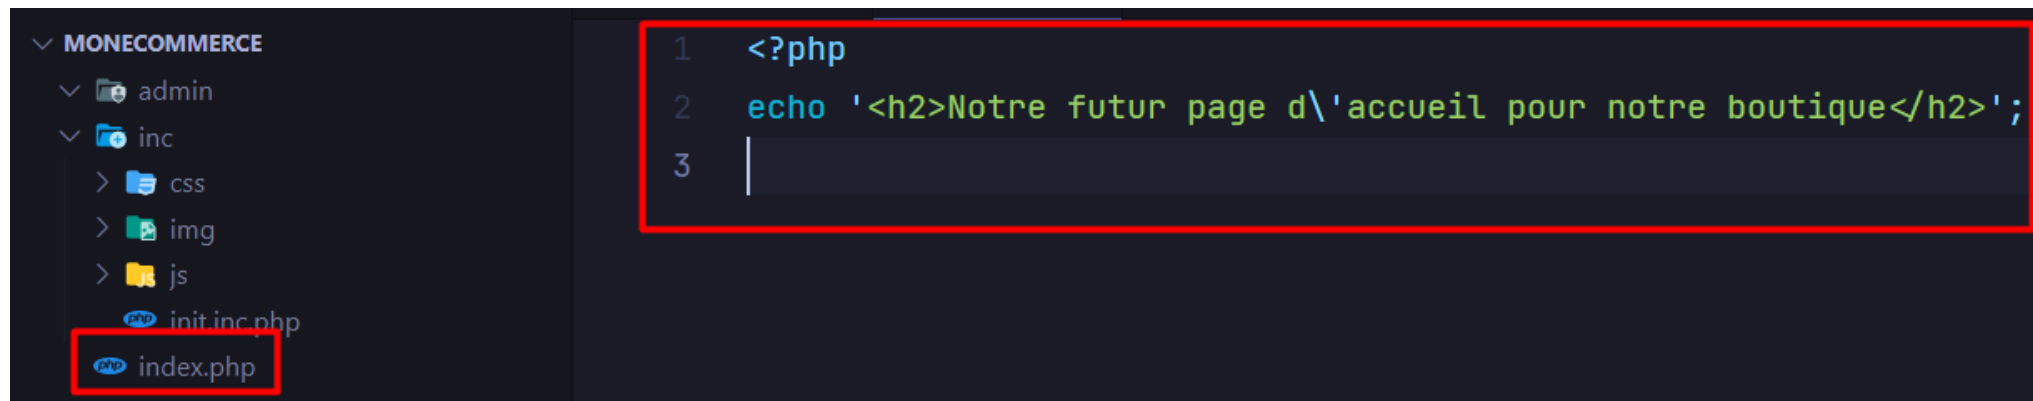 MONECOMMERCE
admin
inc
css
img
js
init.inc.php
index.php
1 <?php
2 echo '<h2>Notre futur page d\'accueil pour notre boutique</h2>';
3